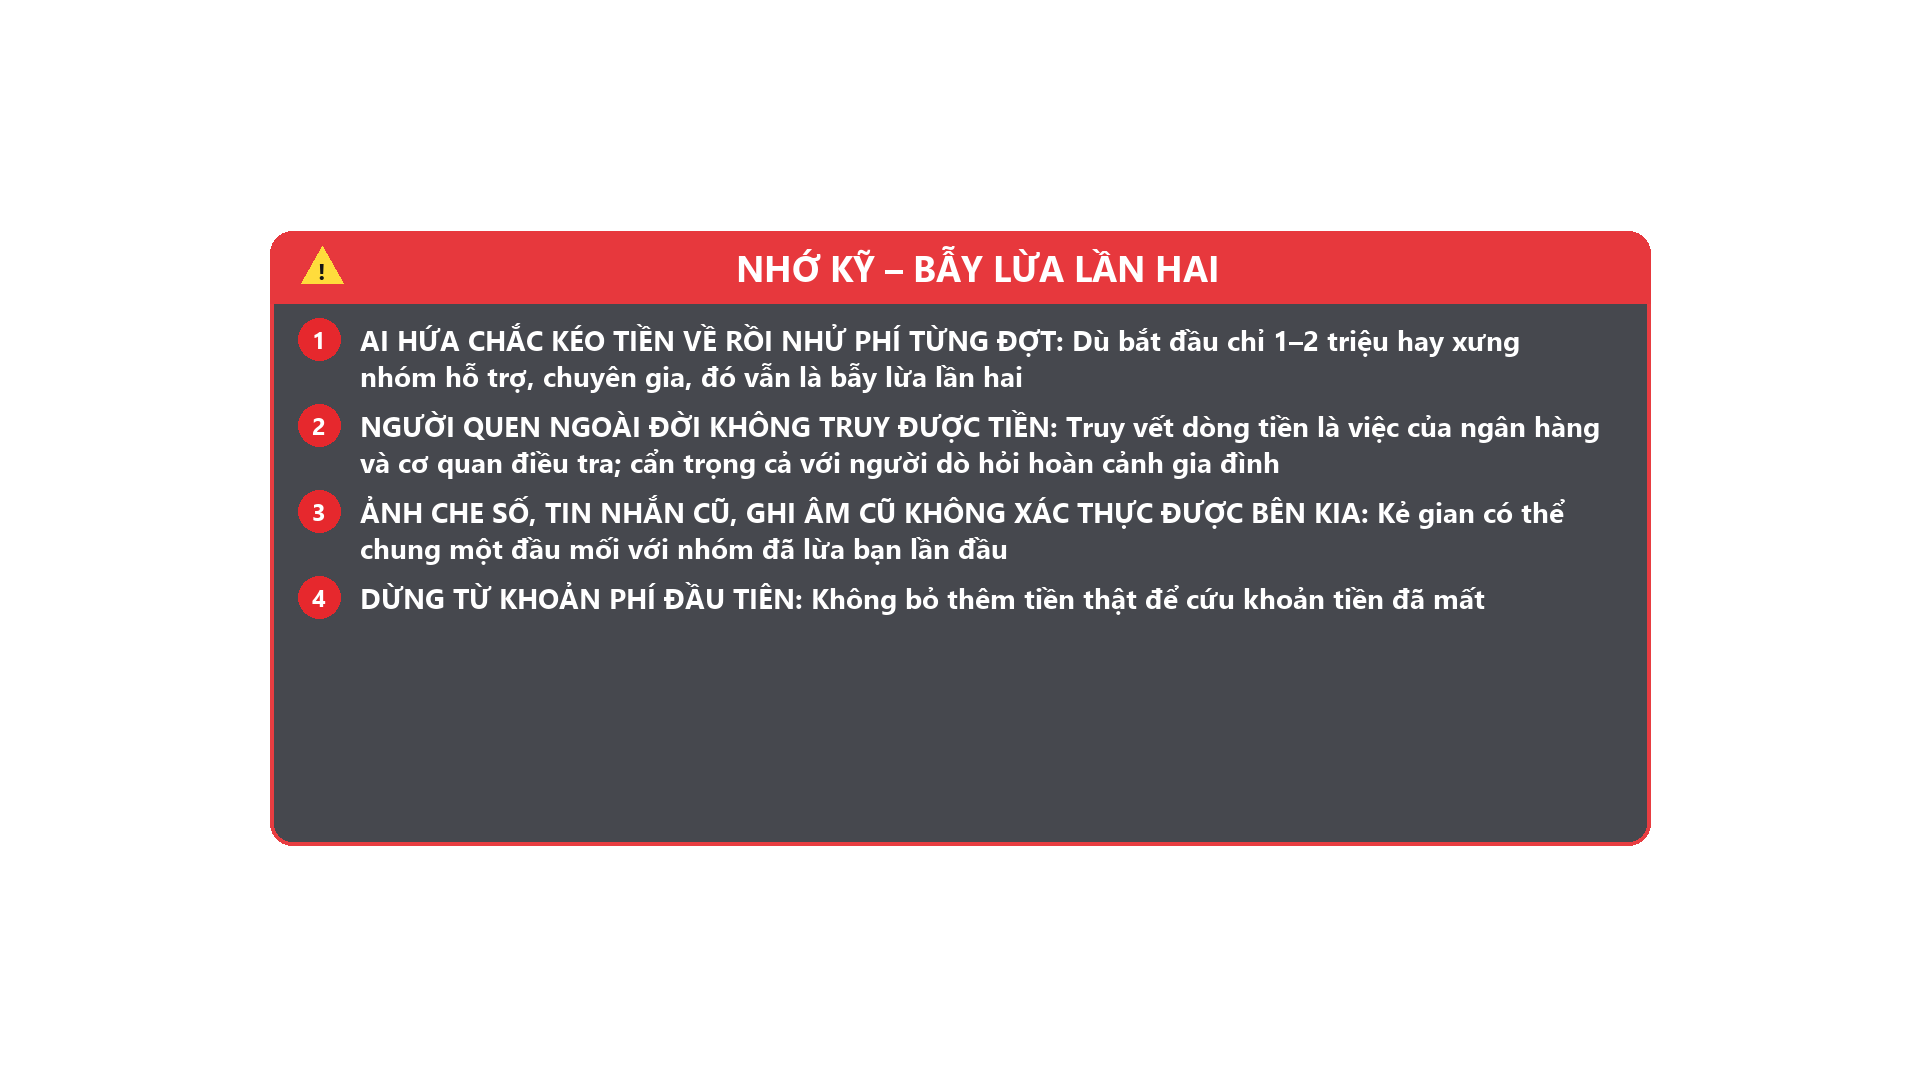 !
NHỚ KỸ – BẪY LỪA LẦN HAI
1 AI HỨA CHẮC KÉO TIỀN VỀ RỒI NHỬ PHÍ TỪNG ĐỢT: Dù bắt đầu chỉ 1–2 triệu hay xưng
nhóm hỗ trợ, chuyên gia, đó vẫn là bẫy lừa lần hai
2 NGƯỜI QUEN NGOÀI ĐỜI KHÔNG TRUY ĐƯỢC TIỀN: Truy vết dòng tiền là việc của ngân hàng
và cơ quan điều tra; cẩn trọng cả với người dò hỏi hoàn cảnh gia đình
3 ẢNH CHE SỐ, TIN NHẮN CŨ, GHI ÂM CŨ KHÔNG XÁC THỰC ĐƯỢC BÊN KIA: Kẻ gian có thể
chung một đầu mối với nhóm đã lừa bạn lần đầu
4 DỪNG TỪ KHOẢN PHÍ ĐẦU TIÊN: Không bỏ thêm tiền thật để cứu khoản tiền đã mất